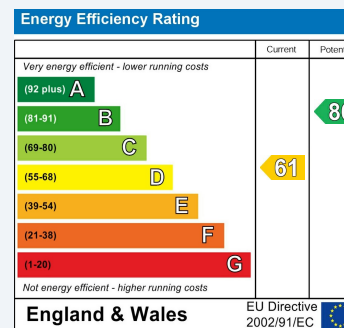 Energy Efficiency Rating
Current
Very energy efficient - lower running costs
(92 plus) A
(81-91) B
(69-80) C
(55-68) D
(39-54) E
(21-38) F
(1-20) G
61
Not energy efficient - higher running costs
England & Wales
EU Directive
2002/91/EC